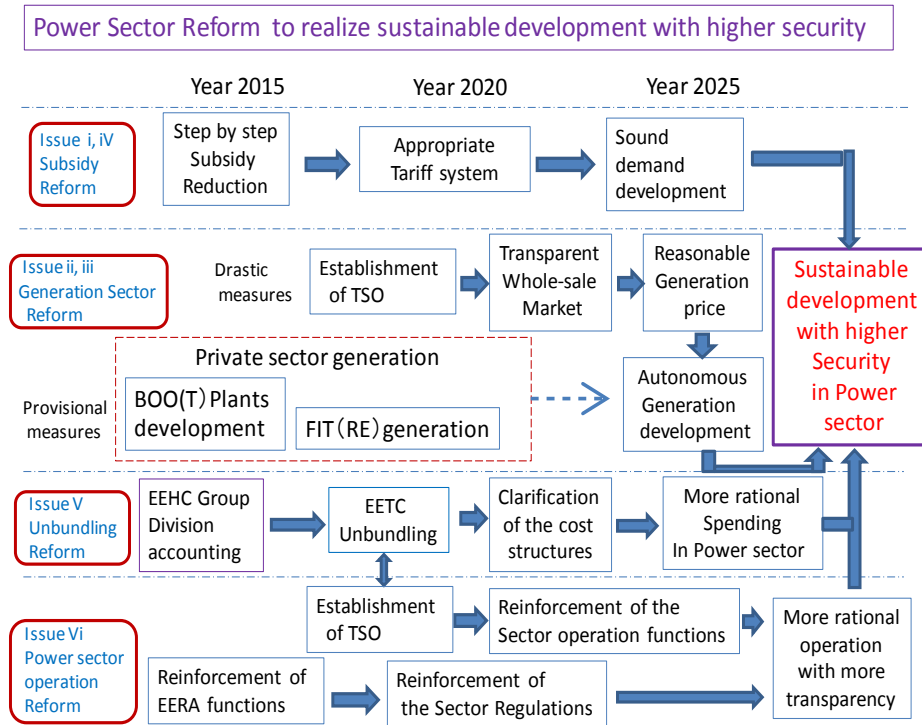 Power Sector Reform to realize sustainable development with higher security
Year 2015
Year 2020
Year 2025
Issue i, iV
Subsidy
Reform
Step by step
Subsidy
Reduction
Appropriate
Tariff system
Sound
demand
development
Issue ii, iii
Generation Sector
Reform
Drastic
measures
Establishment
of TSO
Transparent
Whole-sale
Market
Reasonable
Generation
price
Sustainable
development
with higher
Security
in Power
sector
Provisional
measures
Private sector generation
BOO(T) Plants
development
FIT(RE) generation
Autonomous
Generation
development
Issue V
Unbundling
Reform
EEHC Group
Division
accounting
EETC
Unbundling
Clarification
of the cost
structures
More rational
Spending
In Power sector
Issue Vi
Power sector
operation
Reform
Establishment
of TSO
Reinforcement of the
Sector operation functions
More rational
operation
with more
transparency
Reinforcement of
EERA functions
Reinforcement of
the Sector Regulations